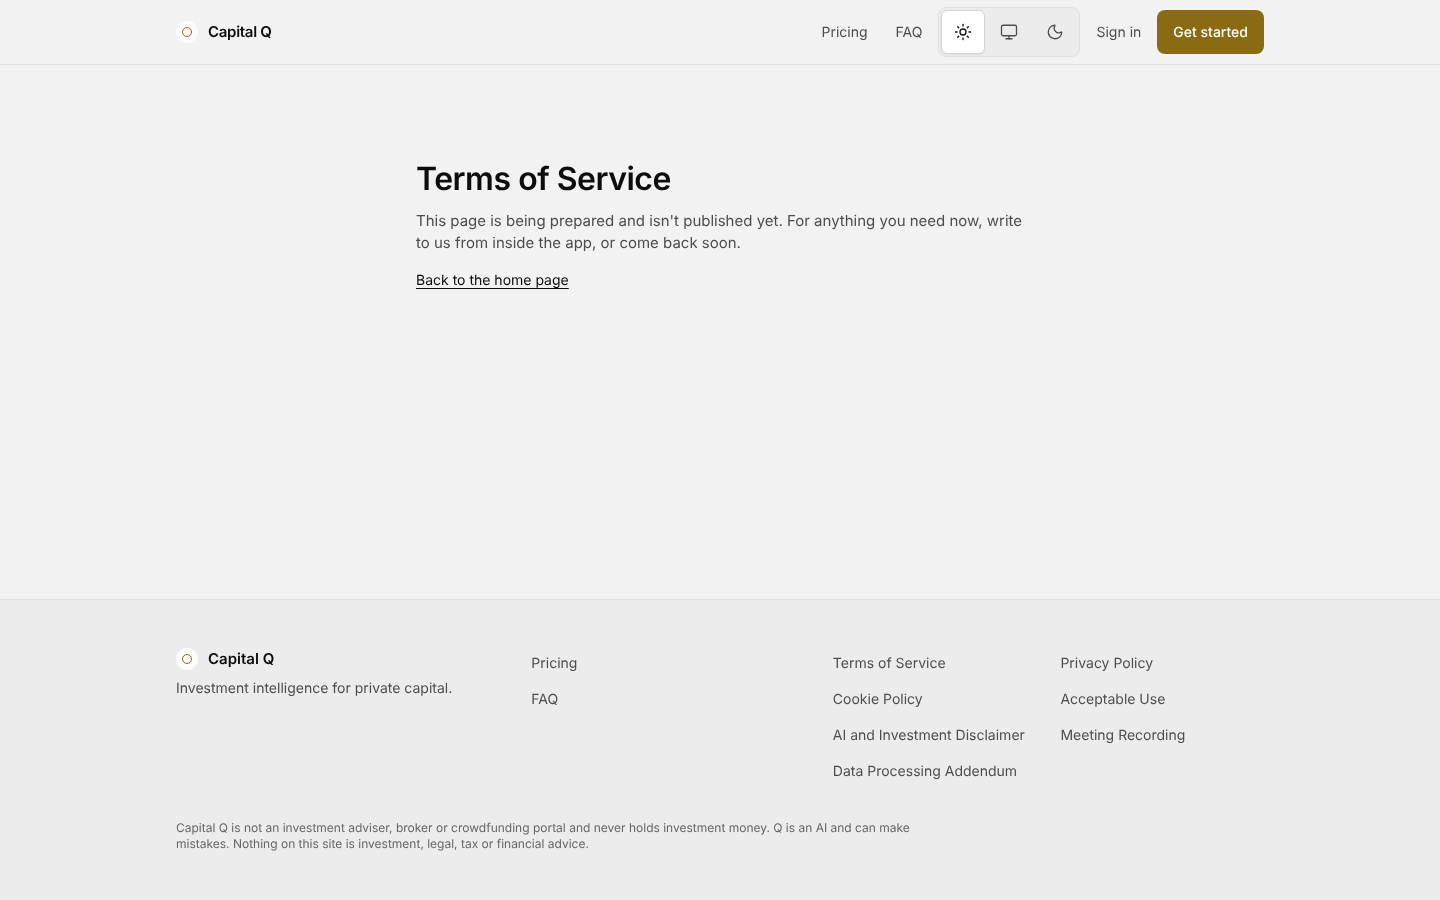 Capital Q
Pricing
FAQ
Sign in
Get started
Terms of Service
This page is being prepared and isn't published yet. For anything you need now, write
to us from inside the app, or come back soon.
Back to the home page
Capital Q
Investment intelligence for private capital.
Pricing
FAQ
Terms of Service
Privacy Policy
Cookie Policy
Acceptable Use
AI and Investment Disclaimer
Meeting Recording
Data Processing Addendum
Capital Q is not an investment adviser, broker or crowdfunding portal and never holds investment money. Q is an AI and can make
mistakes. Nothing on this site is investment, legal, tax or financial advice.